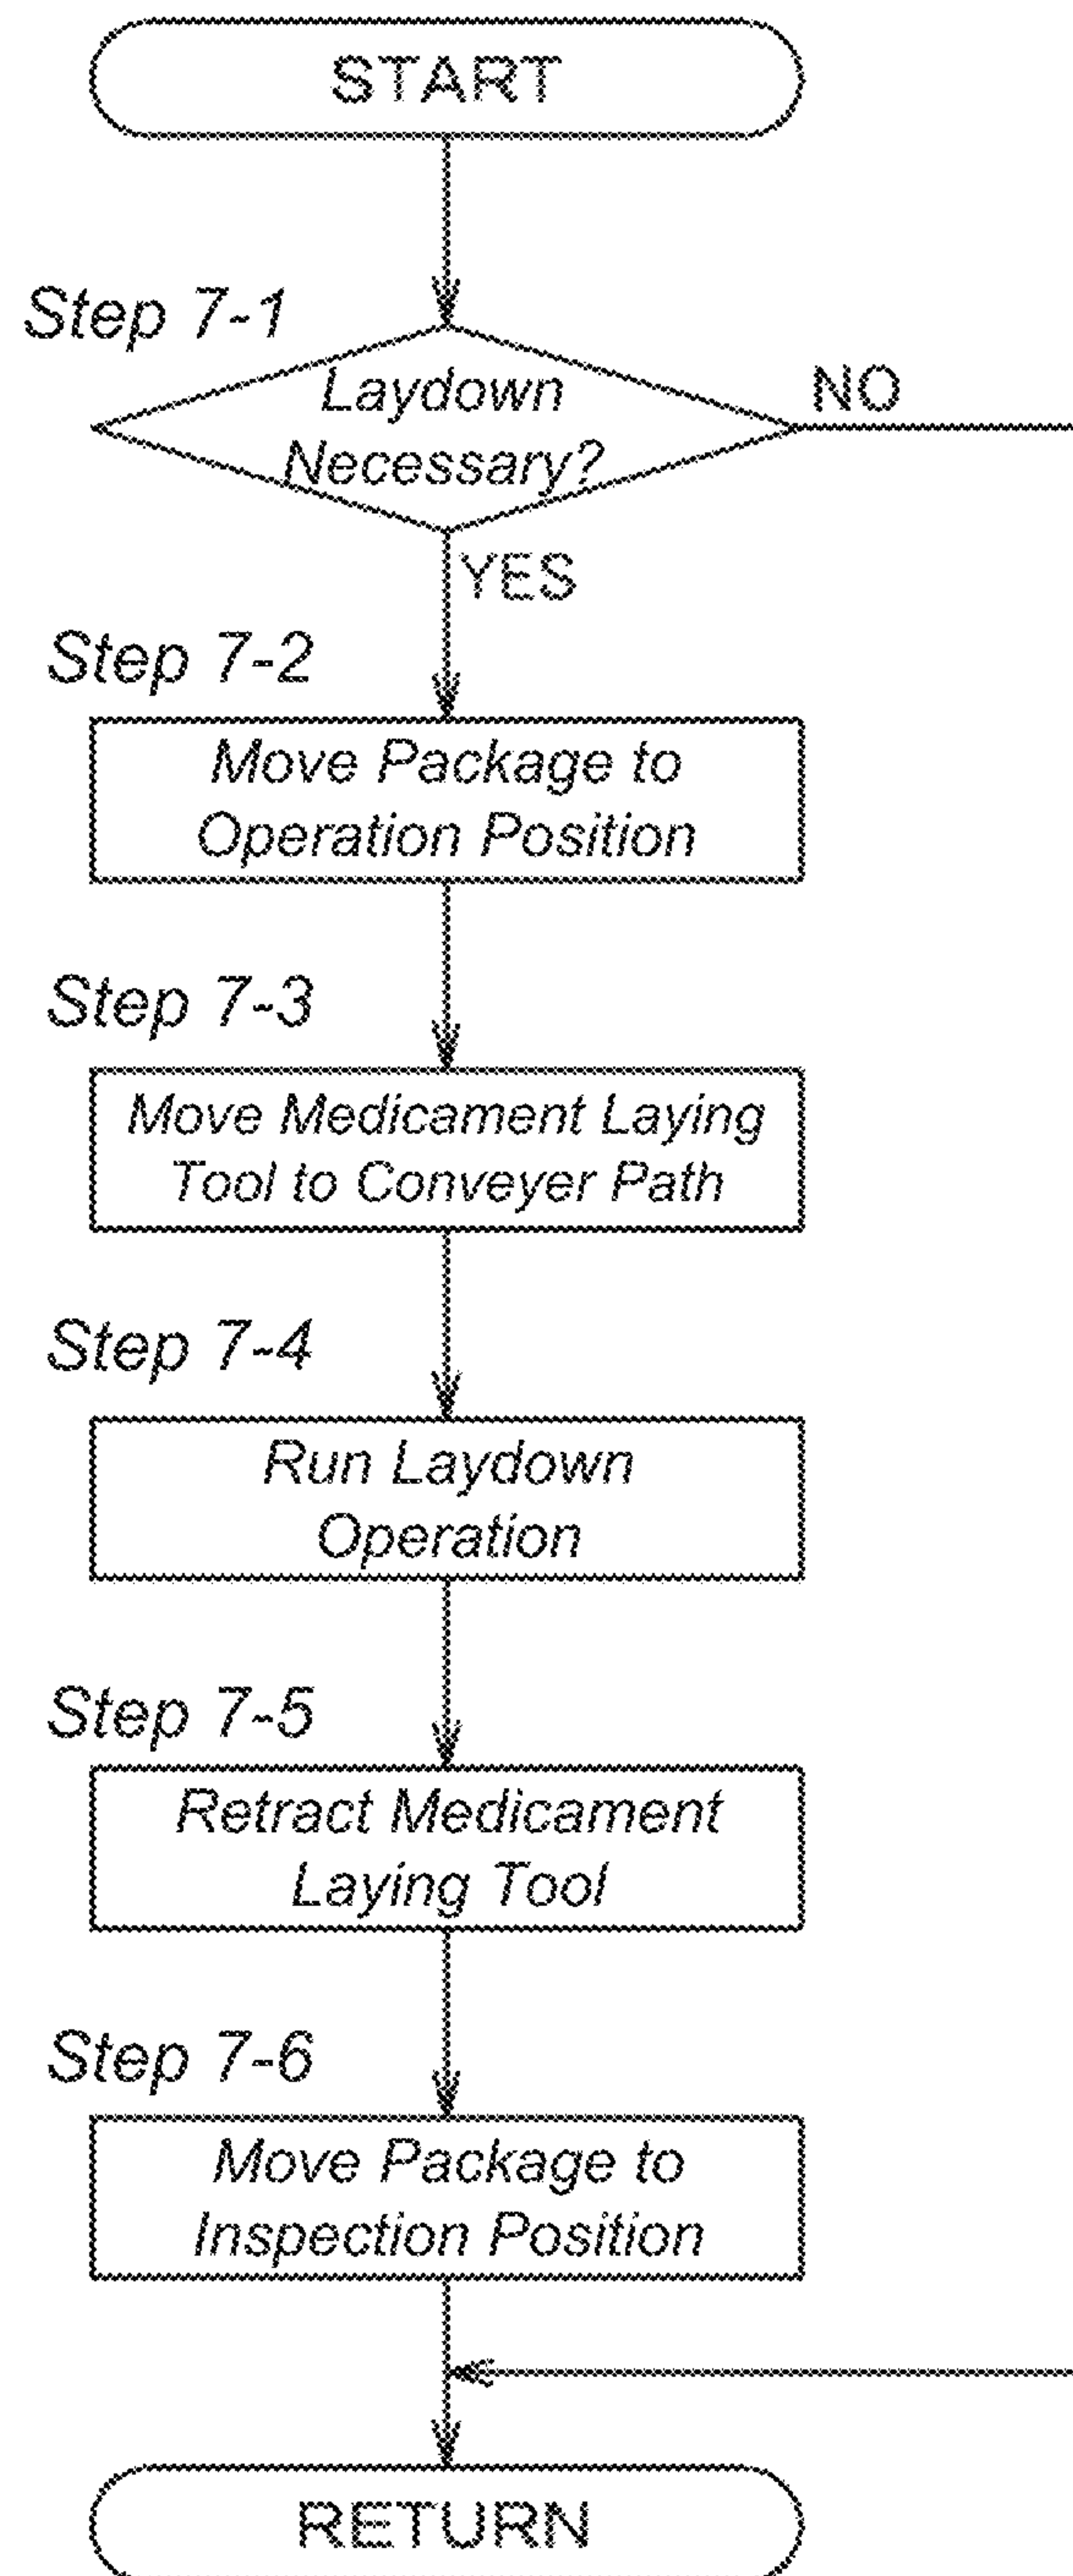 START
Step 7-1
Laydown
Necessary?
NO
YES
Step 7-2
Move Package to
Operation Position
Step 7-3
Move Medicament Laying
Tool to Conveyer Path
Step 7-4
Run Laydown
Operation
Step 7-5
Retract Medicament
Laying Tool
Step 7-6
Move Package to
Inspection Position
RETURN